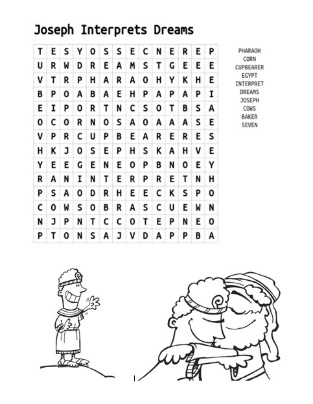 Joseph Interprets Dreams
T E S Y O S S E C N E R E P
U R W D R E A M S T G E E E
V T R P H A R A O H Y K H E
B P O A B A E H P A P A P I
E I P O R T N C S O T B S A
O C O R N O S A O A A A S E
V P R C U P B E A R E R E S
H K J O S E P H S K A H V E
Y E E G E N E O P B N O E Y
R A N I N T E R P R E T N H
P S A O D R H E E C K S P O
C O W S O B R A S C U E W N
N J P N T C C O T E P N E O
P T O N S A J V D A P P B A
PHARAOH
CORN
CUPBEARER
EGYPT
INTERPRET
DREAMS
JOSEPH
COWS
BAKER
SEVEN